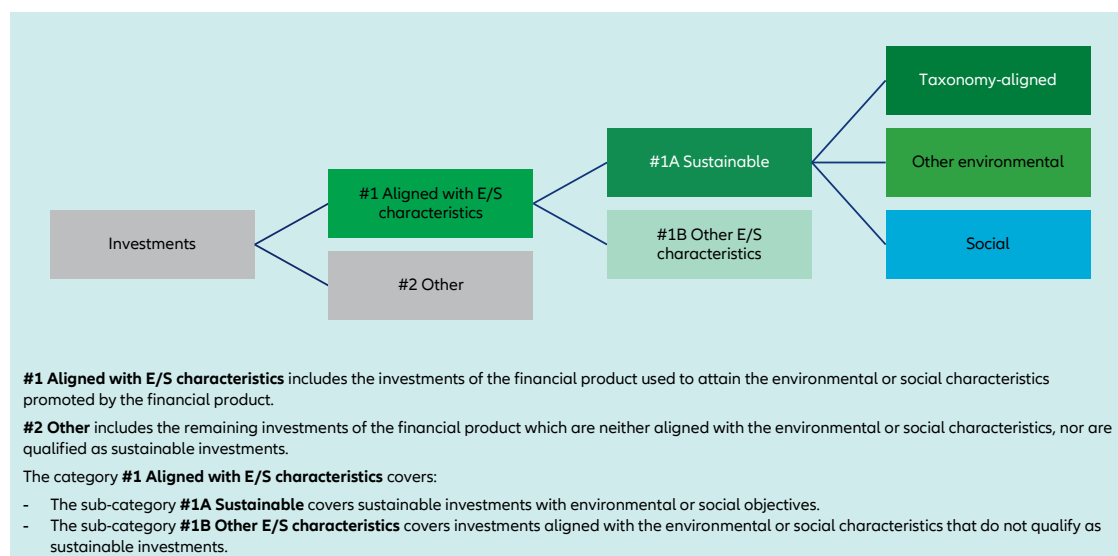 Taxonomy-aligned
#1A Sustainable
Other environmental
#1 Aligned with E/S
characteristics
Investments
#1B Other E/S
characteristics
Social
#2 Other
#1 Aligned with E/S characteristics includes the investments of the financial product used to attain the environmental or social characteristics
promoted by the financial product.
#2 Other includes the remaining investments of the financial product which are neither aligned with the environmental or social characteristics, nor are
qualified as sustainable investments.
The category #1 Aligned with E/S characteristics covers:
- The sub-category #1A Sustainable covers sustainable investments with environmental or social objectives.
- The sub-category #1B Other E/S characteristics covers investments aligned with the environmental or social characteristics that do not qualify as
sustainable investments.